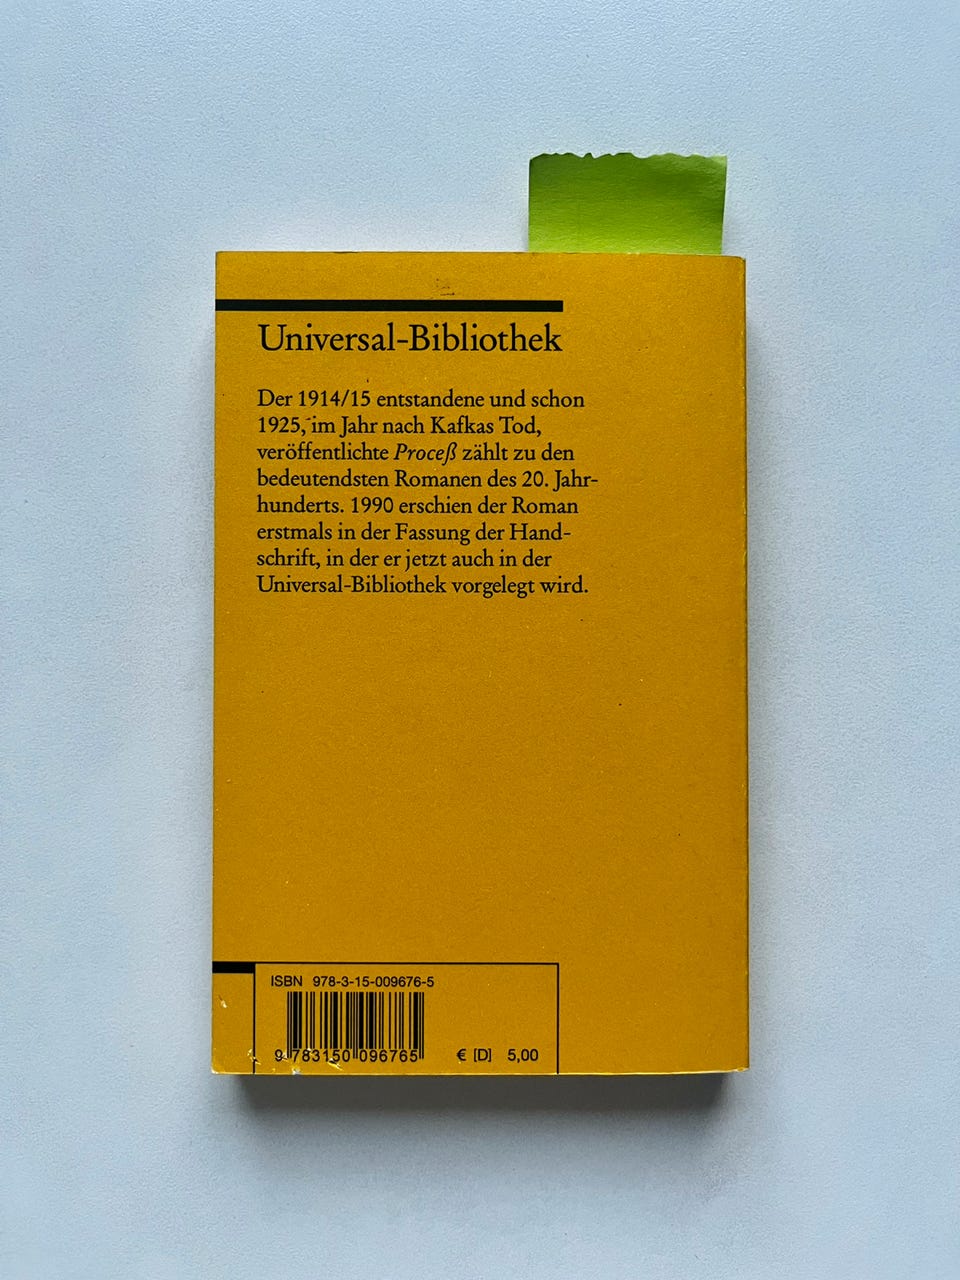 Universal-Bibliothek
Der 1914/15 entstandene und schon
1925, im Jahr nach Kafkas Tod,
veröffentlichte Proceß zählt zu den
bedeutendsten Romanen des 20. Jahr-
hunderts. 1990 erschien der Roman
erstmals in der Fassung der Hand-
schrift, in der er jetzt auch in der
Universal-Bibliothek vorgelegt wird.
ISBN 978-3-15-009676-5
9 783150 096765
€ [D] 5,00